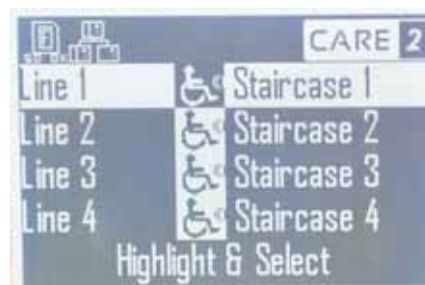 CARE 2
Line 1 Staircase 1
Line 2 Staircase 2
Line 3 Staircase 3
Line 4 Staircase 4
Highlight & Select